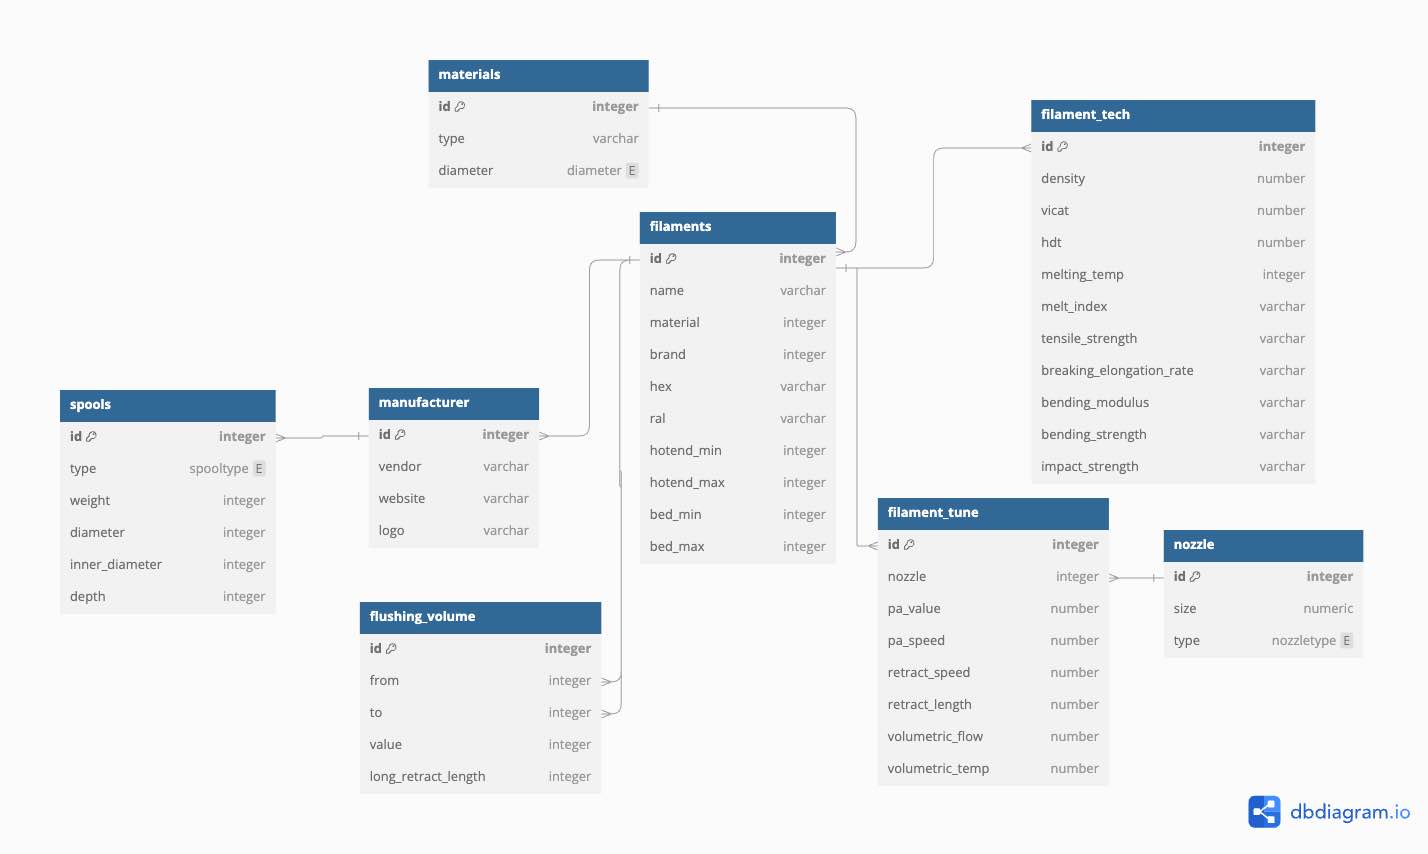 materials
id integer
type varchar
diameter diameter E
filament_tech
id integer
density number
vicat number
hdt number
melting_temp integer
melt_index varchar
tensile_strength varchar
breaking_elongation_rate varchar
bending_modulus varchar
bending_strength varchar
impact_strength varchar
filaments
id integer
name varchar
material integer
brand integer
hex varchar
ral varchar
hotend_min integer
hotend_max integer
bed_min integer
bed_max integer
spools
id integer
type spooltype E
weight integer
diameter integer
inner_diameter integer
depth integer
manufacturer
id integer
vendor varchar
website varchar
logo varchar
filament_tune
id integer
nozzle integer
pa_value number
pa_speed number
retract_speed number
retract_length number
volumetric_flow number
volumetric_temp number
nozzle
id integer
size numeric
type nozzletype E
flushing_volume
id integer
from integer
to integer
value integer
long_retract_length integer
dbdiagram.io